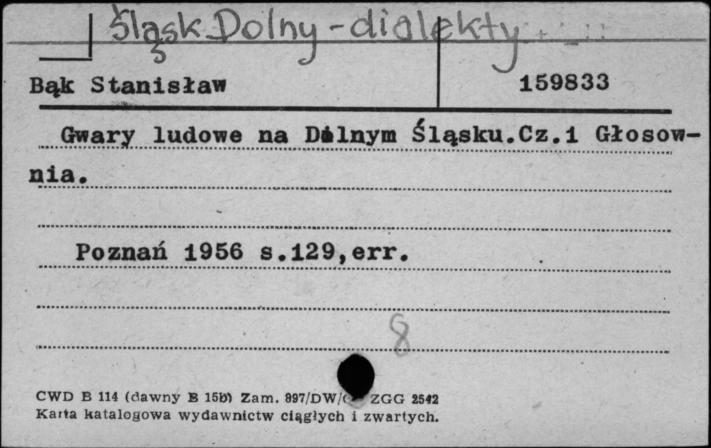 Śląsk Dolny - dialekty
Bąk Stanisław 159833
Gwary ludowe na Dolnym Śląsku.Cz.1 Głosow-
nia.
Poznań 1956 s.129,err.
8
CWD B 114 (dawny B 15b) Zam. 897/DW/ ZGG 2542
Karta katalogowa wydawnictw ciągłych i zwartych.